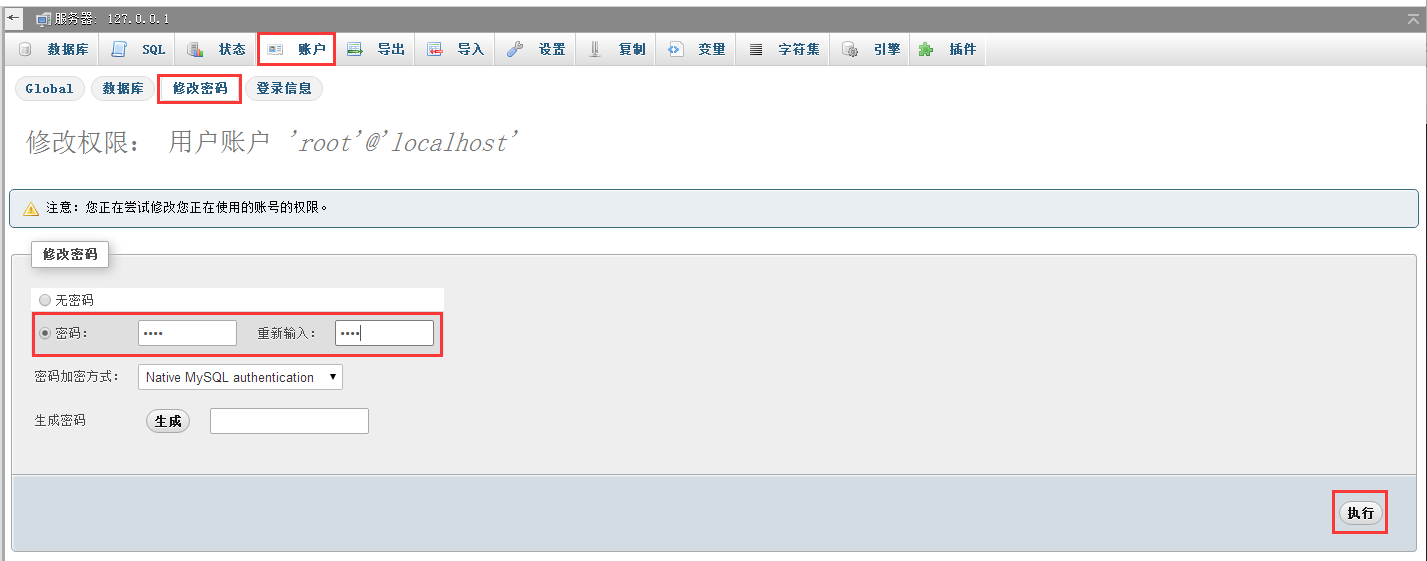 服务器: 127.0.0.1
数据库 SQL 状态 账户 导出 导入 设置 复制 变量 字符集 引擎 插件
Global 数据库 修改密码 登录信息
修改权限： 用户账户 'root'@'localhost'
注意：您正在尝试修改您正在使用的账号的权限。
修改密码
无密码
密码： •••• 重新输入： ••••
密码加密方式： Native MySQL authentication
生成密码 生成
执行